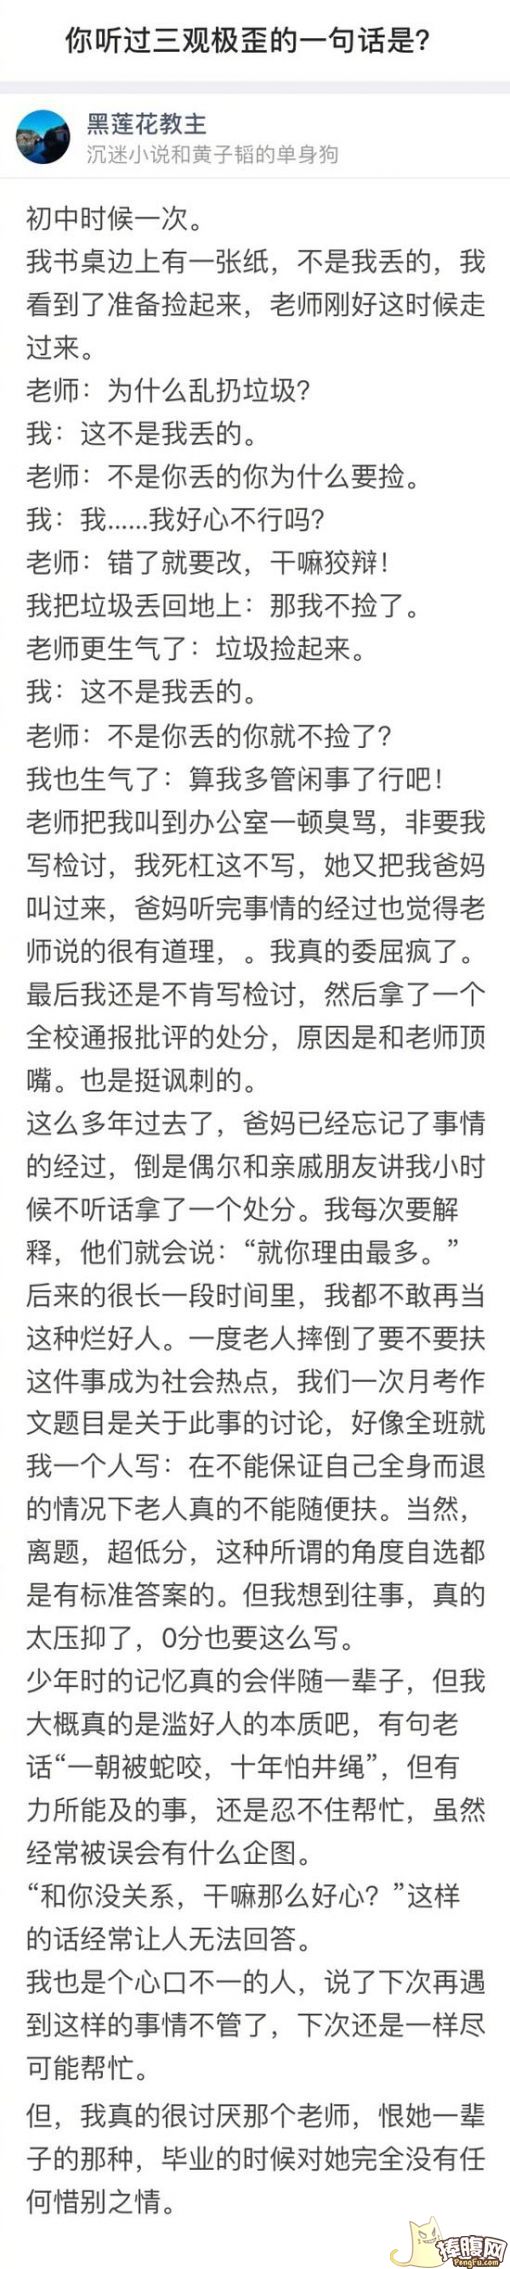 你听过三观极歪的一句话是？
黑莲花教主
沉迷小说和黄子韬的单身狗
初中时候一次。
我书桌边上有一张纸，不是我丢的，我
看到了准备捡起来，老师刚好这时候走
过来。
老师：为什么乱扔垃圾？
我：这不是我丢的。
老师：不是你丢的你为什么要捡。
我：我……我好心不行吗？
老师：错了就要改，干嘛狡辩！
我把垃圾丢回地上：那我不捡了。
老师更生气了：垃圾捡起来。
我：这不是我丢的。
老师：不是你丢的你就不捡了？
我也生气了：算我多管闲事了行吧！
老师把我叫到办公室一顿臭骂，非要我
写检讨，我死杠这不写，她又把我爸妈
叫过来，爸妈听完事情的经过也觉得老
师说的很有道理，。我真的委屈疯了。
最后我还是不肯写检讨，然后拿了一个
全校通报批评的处分，原因是和老师顶
嘴。也是挺讽刺的。
这么多年过去了，爸妈已经忘记了事情
的经过，倒是偶尔和亲戚朋友讲我小时
候不听话拿了一个处分。我每次要解
释，他们就会说：“就你理由最多。”
后来的很长一段时间里，我都不敢再当
这种烂好人。一度老人摔倒了要不要扶
这件事成为社会热点，我们一次月考作
文题目是关于此事的讨论，好像全班就
我一个人写：在不能保证自己全身而退
的情况下老人真的不能随便扶。当然，
离题，超低分，这种所谓的角度自选都
是有标准答案的。但我想到往事，真的
太压抑了，0分也要这么写。
少年时的记忆真的会伴随一辈子，但我
大概真的是滥好人的本质吧，有句老
话“一朝被蛇咬，十年怕井绳”，但有
力所能及的事，还是忍不住帮忙，虽然
经常被误会有什么企图。
“和你没关系，干嘛那么好心？”这样
的话经常让人无法回答。
我也是个心口不一的人，说了下次再遇
到这样的事情不管了，下次还是一样尽
可能帮忙。
但，我真的很讨厌那个老师，恨她一辈
子的那种，毕业的时候对她完全没有任
何惜别之情。
捧腹网
PengFu.com